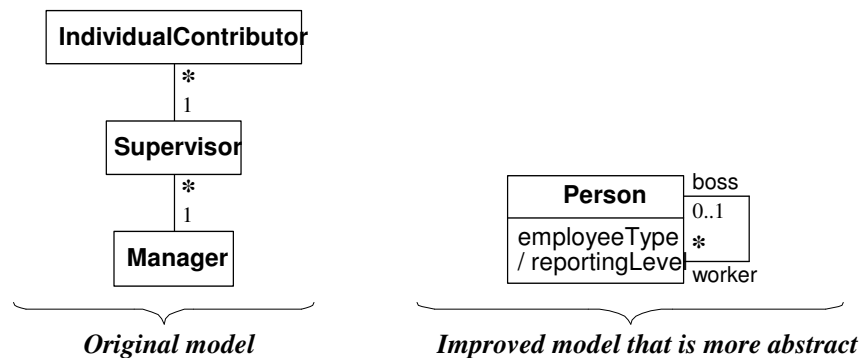 IndividualContributor
*
1
Supervisor
*
1
Manager
Original model
Person
employeeType
/ reportingLevel
boss
0..1
*
worker
Improved model that is more abstract